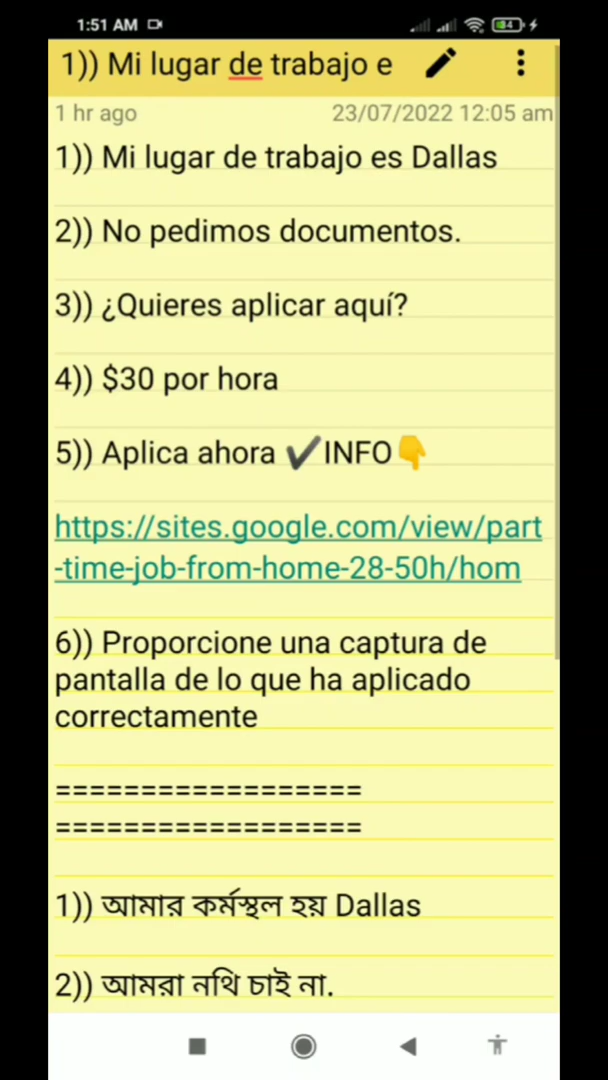 1:51 AM
84
1)) Mi lugar de trabajo e
1 hr ago 23/07/2022 12:05 am
1)) Mi lugar de trabajo es Dallas
2)) No pedimos documentos.
3)) ¿Quieres aplicar aquí?
4)) $30 por hora
5)) Aplica ahora ✔️INFO👇
https://sites.google.com/view/part
-time-job-from-home-28-50h/hom
6)) Proporcione una captura de
pantalla de lo que ha aplicado
correctamente
==================
==================
1)) আমার কর্মস্থল হয় Dallas
2)) আমরা নথি চাই না.